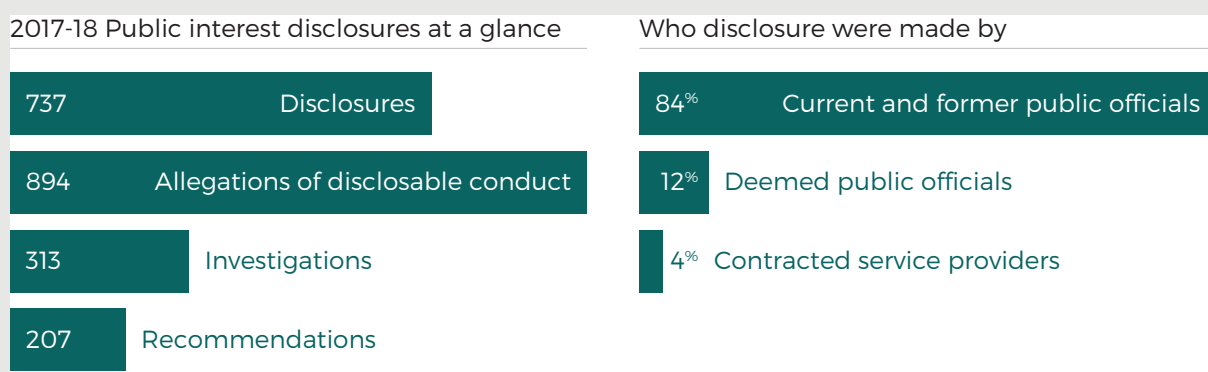 2017-18 Public interest disclosures at a glance
737 Disclosures
894 Allegations of disclosable conduct
313 Investigations
207 Recommendations
Who disclosure were made by
84% Current and former public officials
12% Deemed public officials
4% Contracted service providers